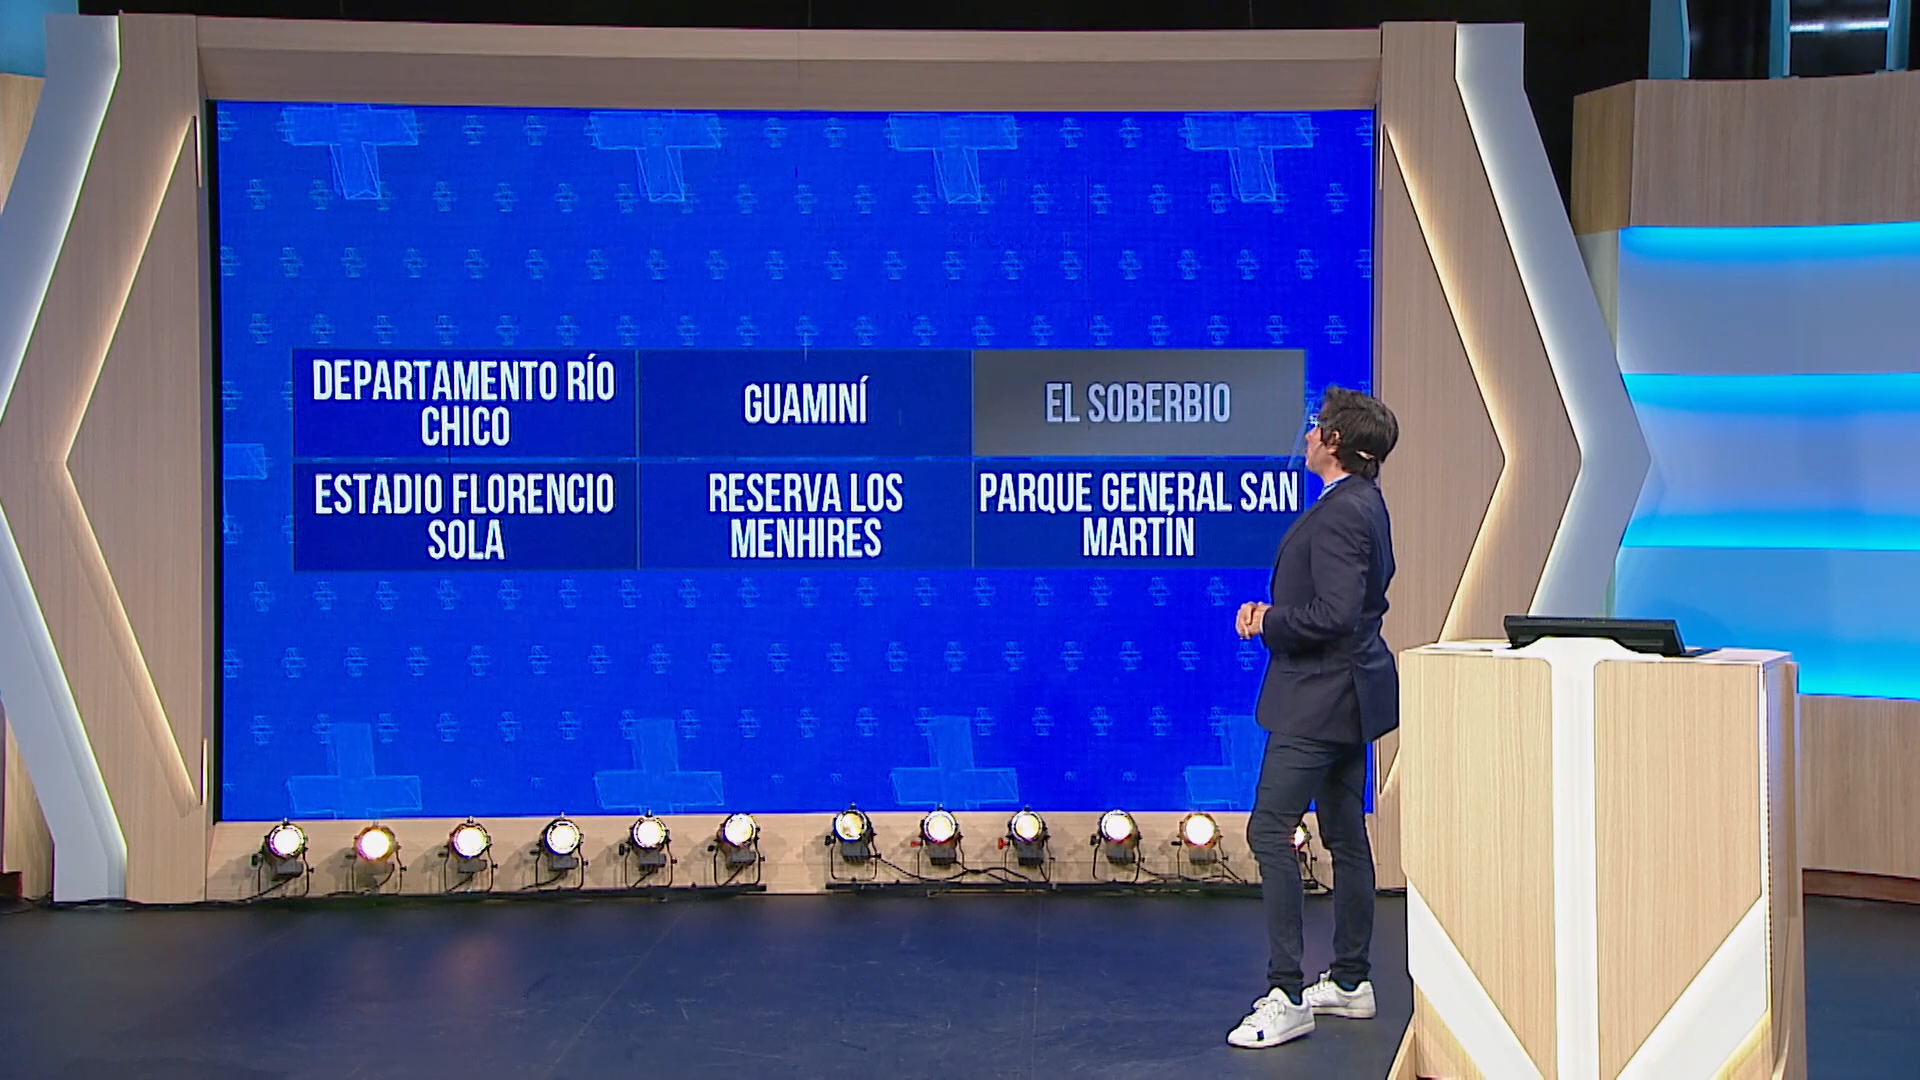 DEPARTAMENTO RÍO
CHICO
GUAMINÍ
EL SOBERBIO
ESTADIO FLORENCIO
SOLA
RESERVA LOS
MENHIRES
PARQUE GENERAL SAN
MARTÍN